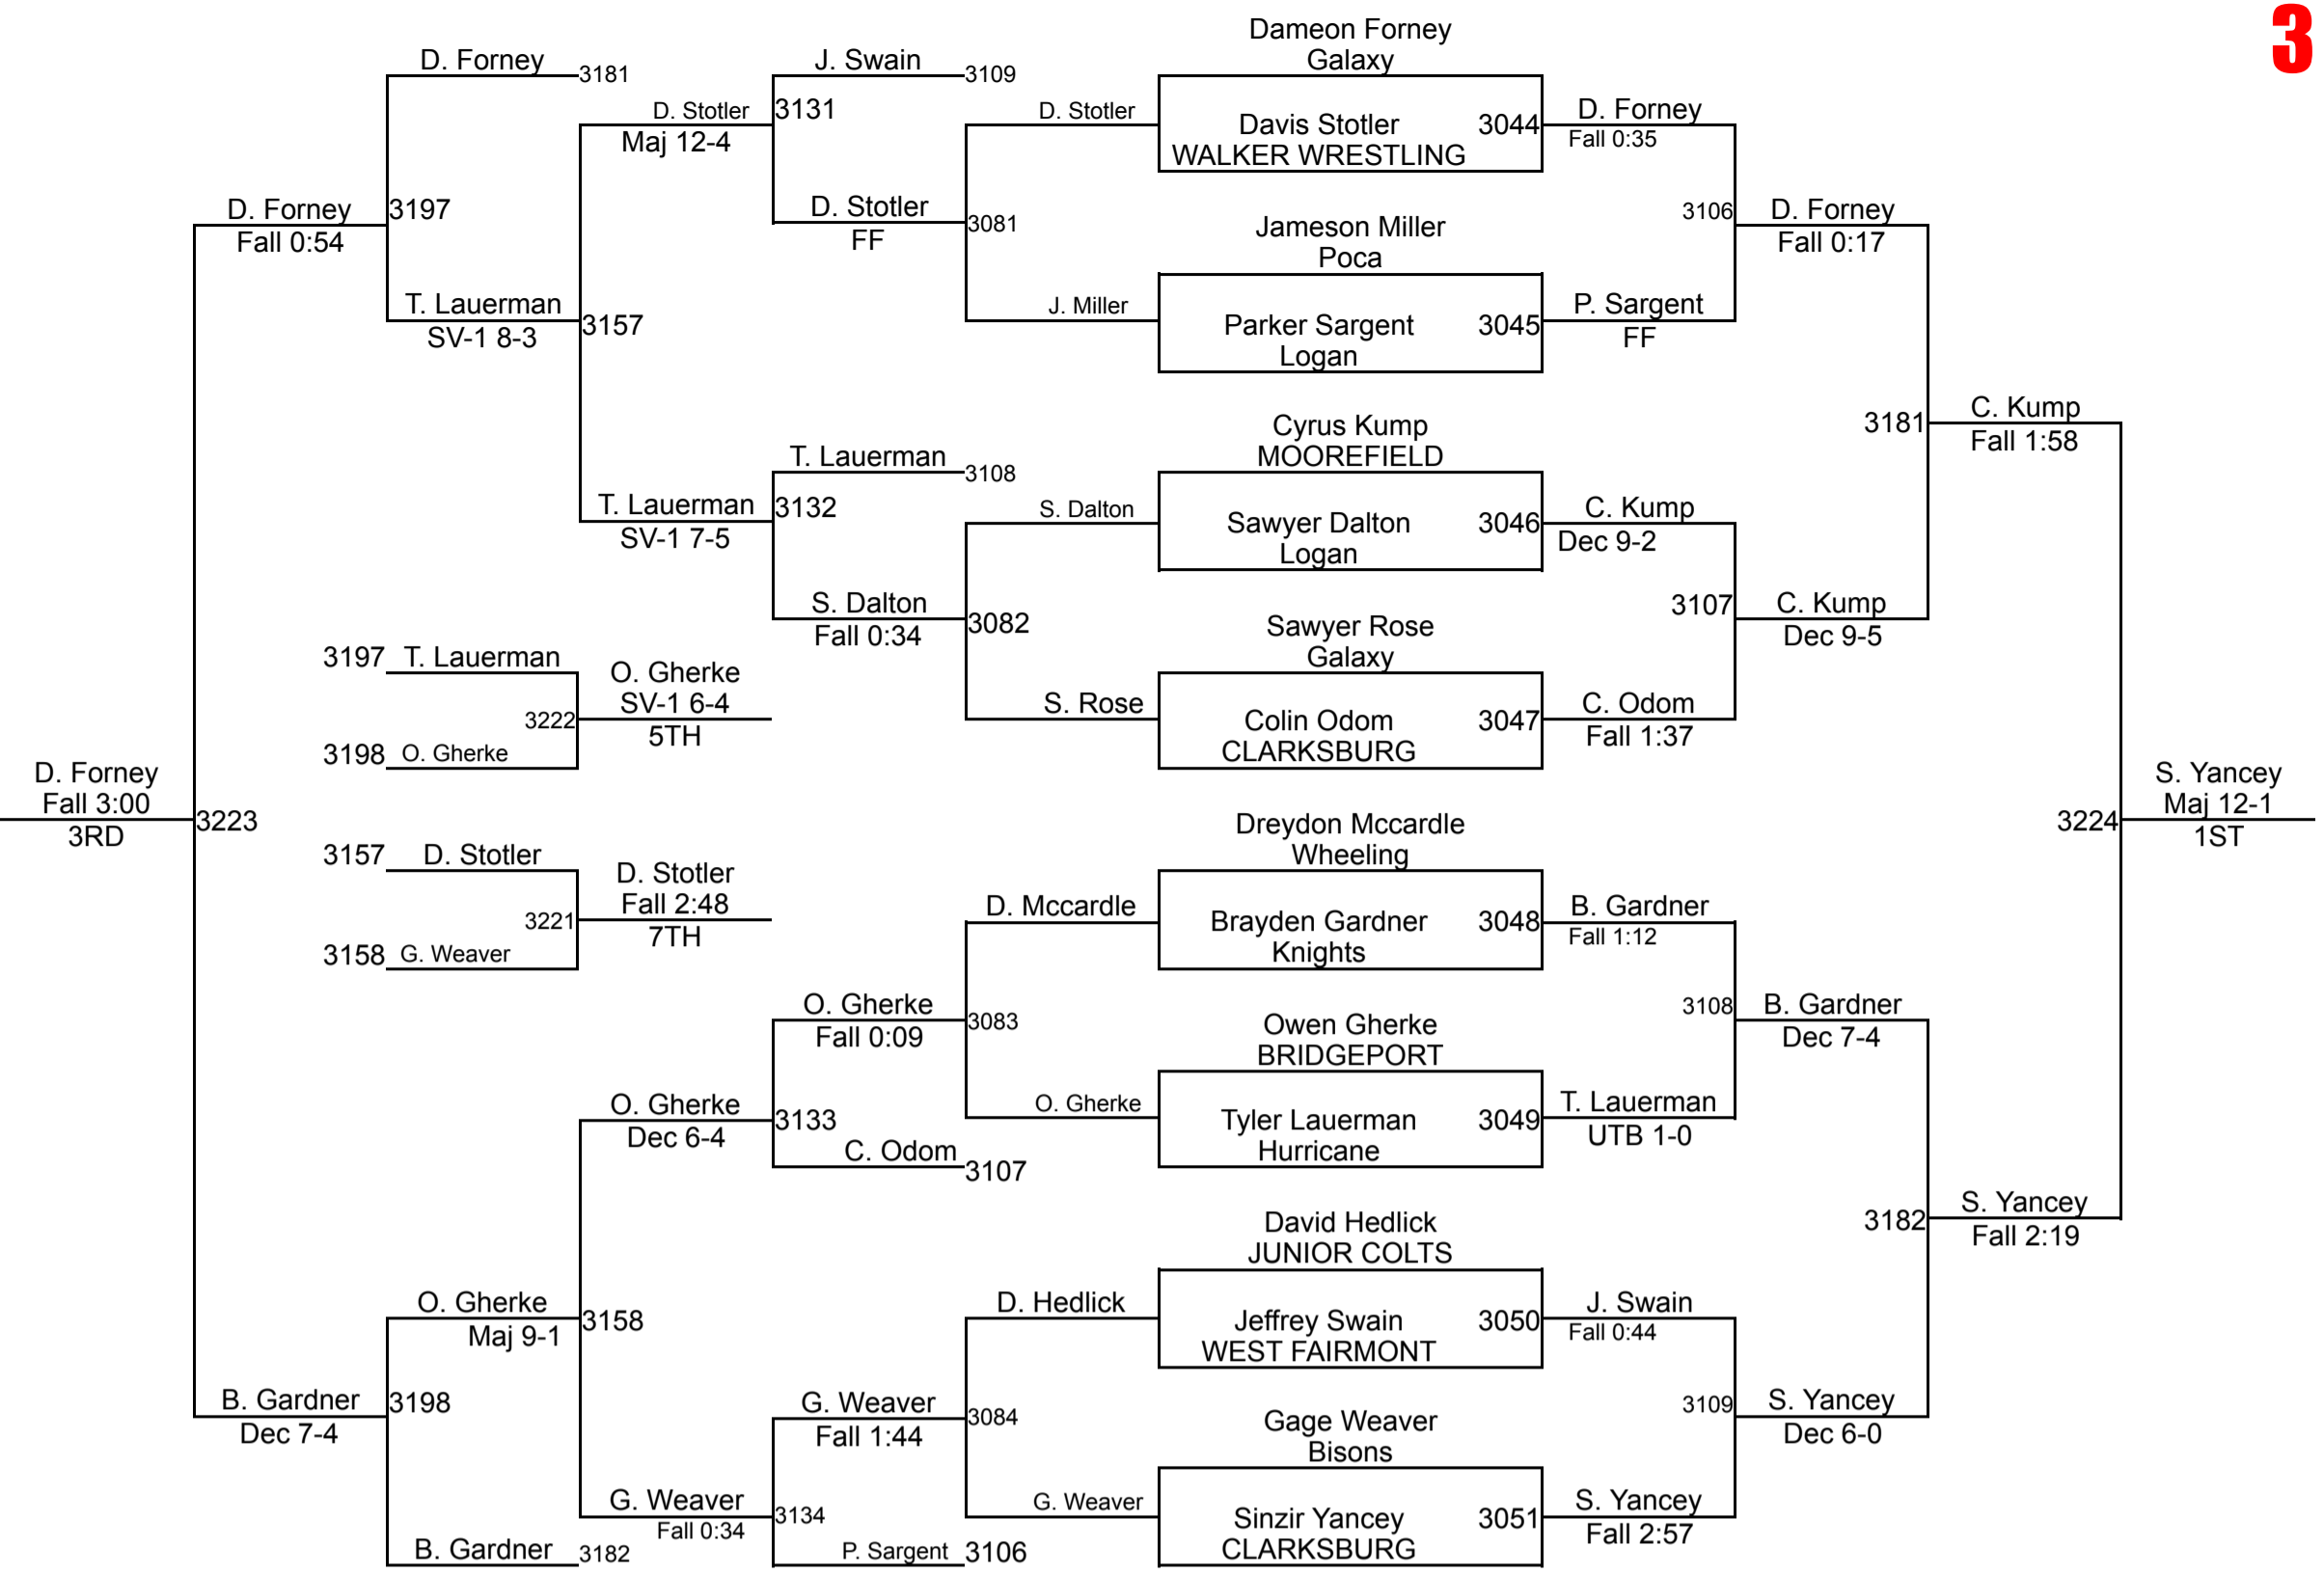 3
Dameon Forney
Galaxy
D. Forney
3181
J. Swain
3109
D. Stotler
Maj 12-4
3131
D. Stotler
Davis Stotler
WALKER WRESTLING
3044
D. Forney
Fall 0:35
D. Forney
Fall 0:54
3197
D. Stotler
FF
3081
Jameson Miller
Poca
3106
D. Forney
Fall 0:17
T. Lauerman
SV-1 8-3
3157
J. Miller
Parker Sargent
Logan
3045
P. Sargent
FF
Cyrus Kump
MOOREFIELD
3181
C. Kump
Fall 1:58
T. Lauerman
3108
T. Lauerman
SV-1 7-5
3132
S. Dalton
Sawyer Dalton
Logan
3046
C. Kump
Dec 9-2
S. Dalton
Fall 0:34
3082
Sawyer Rose
Galaxy
3107
C. Kump
Dec 9-5
3197
T. Lauerman
O. Gherke
SV-1 6-4
3222
5TH
3198
O. Gherke
S. Rose
Colin Odom
CLARKSBURG
3047
C. Odom
Fall 1:37
D. Forney
Fall 3:00
3RD
3223
Dreydon Mccardle
Wheeling
3224
S. Yancey
Maj 12-1
1ST
3157
D. Stotler
D. Stotler
Fall 2:48
3221
7TH
3158
G. Weaver
D. Mccardle
Brayden Gardner
Knights
3048
B. Gardner
Fall 1:12
O. Gherke
Fall 0:09
3083
Owen Gherke
BRIDGEPORT
3108
B. Gardner
Dec 7-4
O. Gherke
Dec 6-4
3133
O. Gherke
Tyler Lauerman
Hurricane
3049
T. Lauerman
UTB 1-0
C. Odom
3107
David Hedlick
JUNIOR COLTS
3182
S. Yancey
Fall 2:19
O. Gherke
Maj 9-1
3158
D. Hedlick
Jeffrey Swain
WEST FAIRMONT
3050
J. Swain
Fall 0:44
B. Gardner
Dec 7-4
3198
G. Weaver
Fall 1:44
3084
Gage Weaver
Bisons
3109
S. Yancey
Dec 6-0
G. Weaver
Fall 0:34
3134
G. Weaver
Sinzir Yancey
CLARKSBURG
3051
S. Yancey
Fall 2:57
B. Gardner
3182
P. Sargent
3106